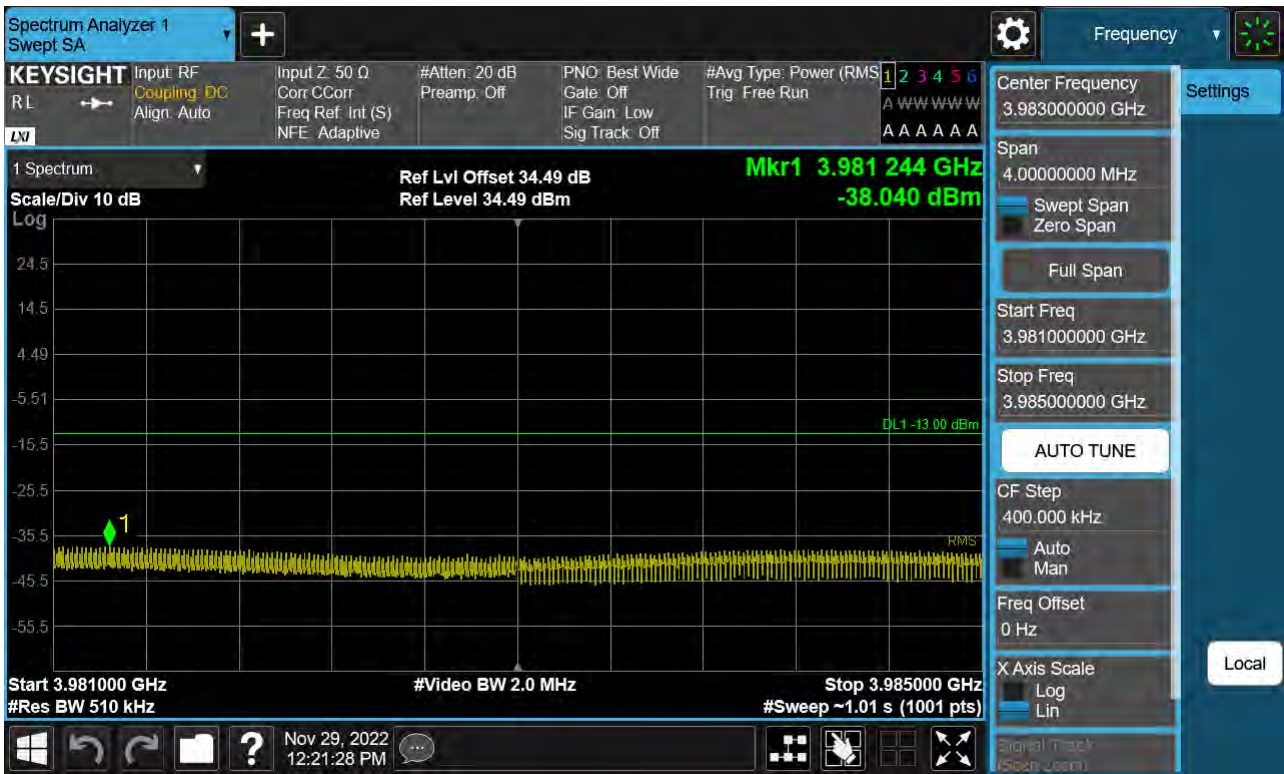 Spectrum Analyzer 1
Swept SA
+
Frequency
KEYSIGHT
RL
LXI
Input: RF
Coupling: DC
Align: Auto
Input Z: 50 Ω
Corr CCorr
Freq Ref: Int (S)
NFE: Adaptive
#Atten: 20 dB
Preamp: Off
PNO: Best Wide
Gate: Off
IF Gain: Low
Sig Track: Off
#Avg Type: Power (RMS
Trig: Free Run
1 2 3 4 5 6
A W W W W W
A A A A A A
1 Spectrum
Scale/Div 10 dB
Log
Ref Lvl Offset 34.49 dB
Ref Level 34.49 dBm
Mkr1 3.981 244 GHz
-38.040 dBm
24.5
14.5
4.49
-5.51
-15.5
-25.5
-35.5
-45.5
-55.5
DL1 -13.00 dBm
1
RMS
Start 3.981000 GHz
#Res BW 510 kHz
#Video BW 2.0 MHz
Stop 3.985000 GHz
#Sweep ~1.01 s (1001 pts)
Center Frequency
3.983000000 GHz
Settings
Span
4.00000000 MHz
Swept Span
Zero Span
Full Span
Start Freq
3.981000000 GHz
Stop Freq
3.985000000 GHz
AUTO TUNE
CF Step
400.000 kHz
Auto
Man
Freq Offset
0 Hz
X Axis Scale
Log
Lin
Local
Signal Track
(Span Zoom)
?
Nov 29, 2022
12:21:28 PM